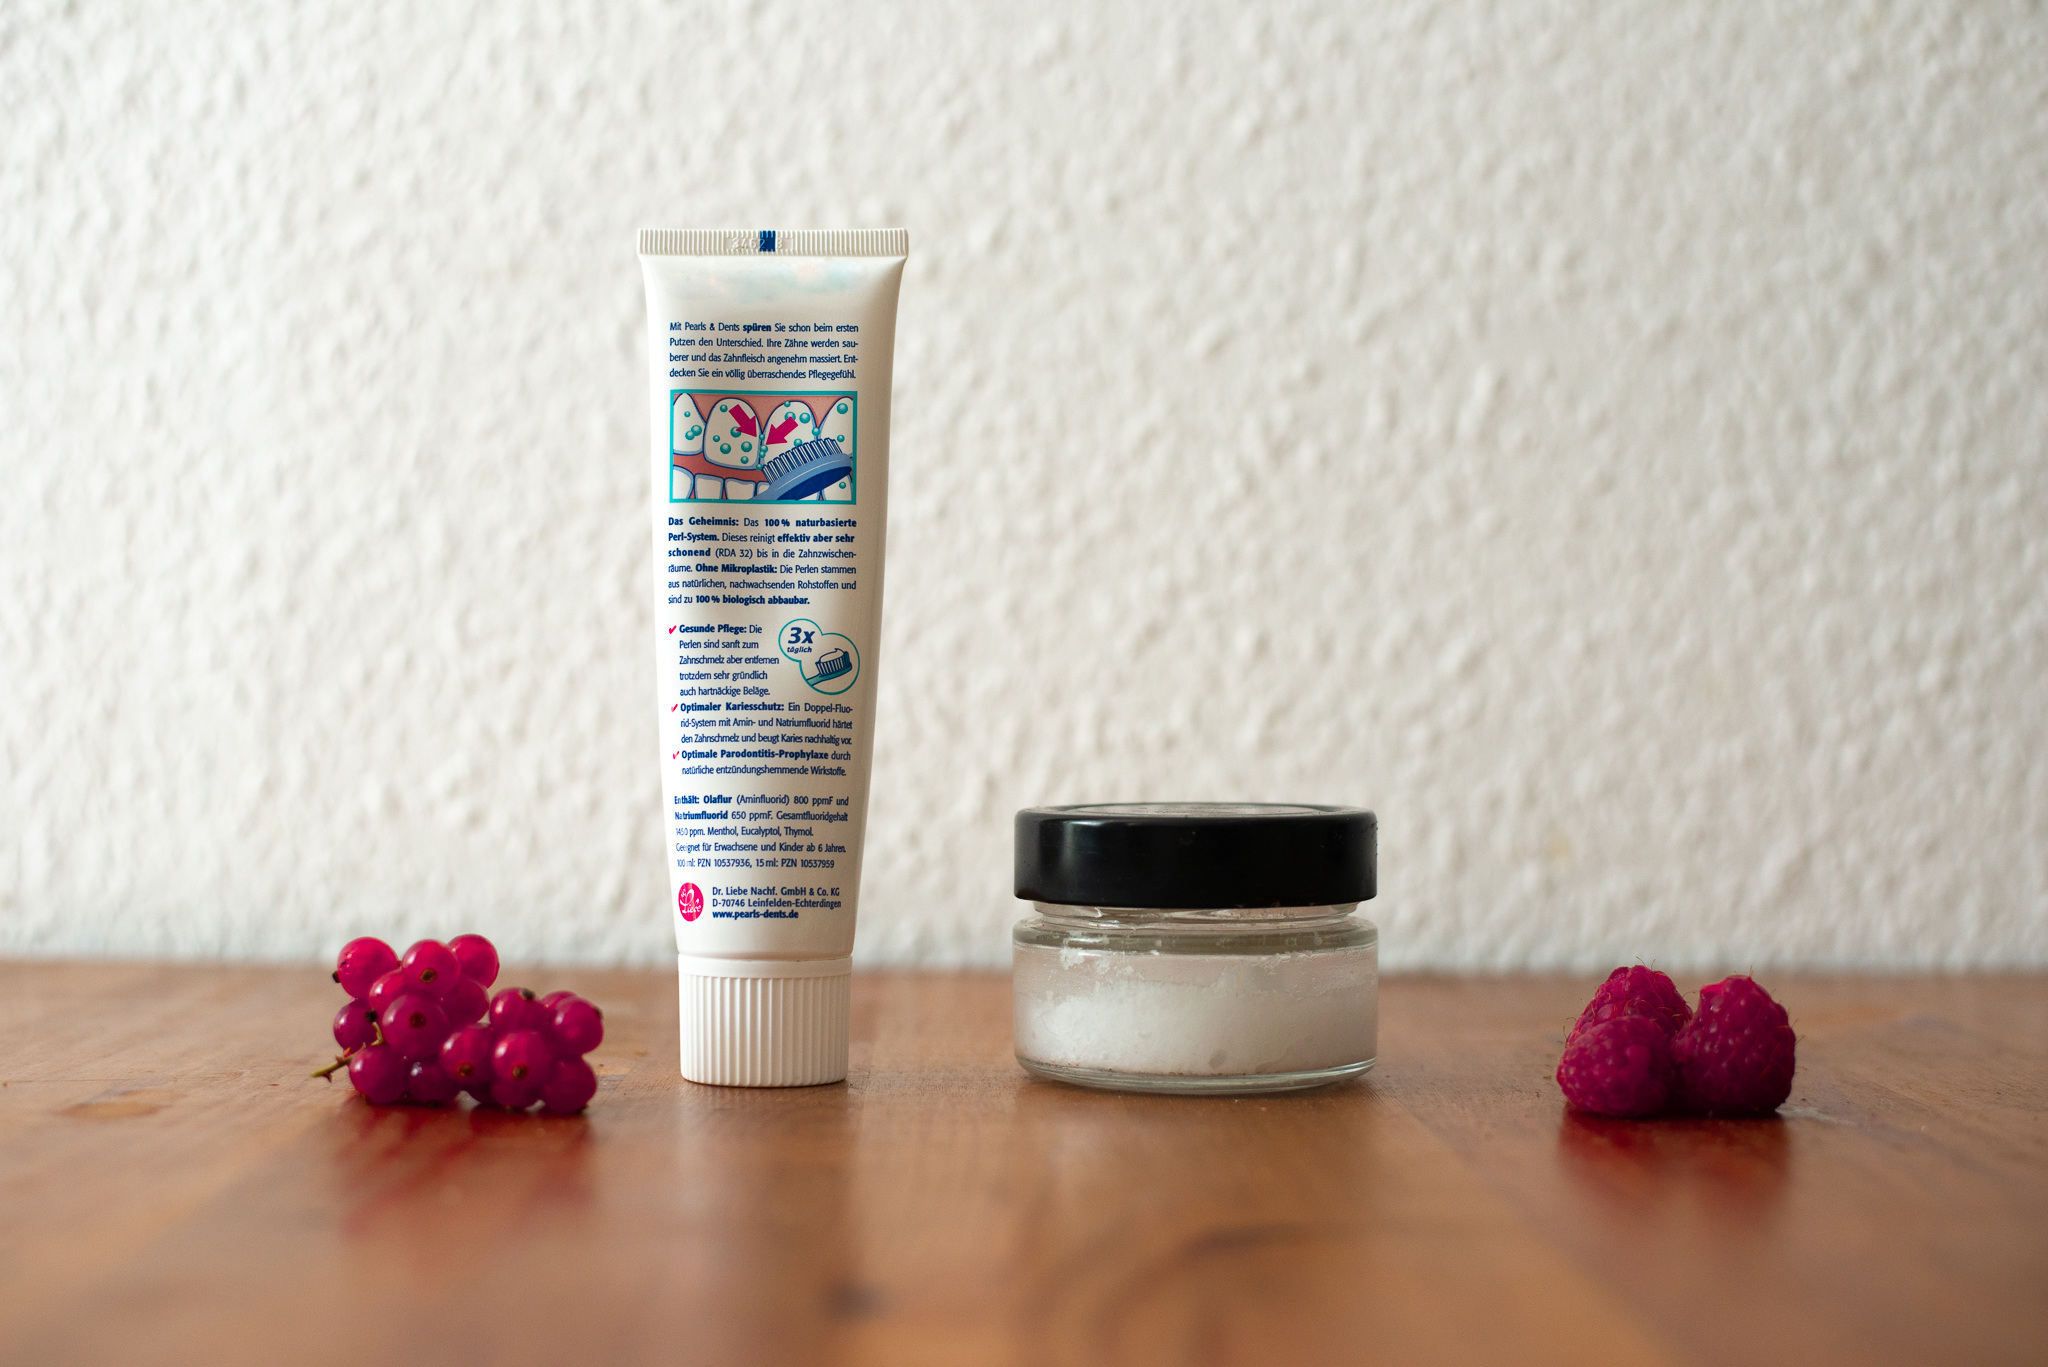 Mit Pearls & Dents spüren Sie schon beim ersten
Putzen den Unterschied. Ihre Zähne werden sau-
berer und das Zahnfleisch angenehm massiert. Ent-
decken Sie ein völlig überraschendes Pflegegefühl.
Das Geheimnis: Das 100% naturbasierte
Perl-System. Dieses reinigt effektiv aber sehr
schonend (RDA 32) bis in die Zahnzwischen-
räume. Ohne Mikroplastik: Die Perlen stammen
aus natürlichen, nachwachsenden Rohstoffen und
sind zu 100% biologisch abbaubar.
Gesunde Pflege: Die
Perlen sind sanft zum
Zahnschmelz aber entfernen
trotzdem sehr gründlich
auch hartnäckige Beläge.
3x
täglich
Optimaler Kariesschutz: Ein Doppel-Fluo-
rid-System mit Amin- und Natriumfluorid härtet
den Zahnschmelz und beugt Karies nachhaltig vor.
Optimale Parodontitis-Prophylaxe durch
natürliche entzündungshemmende Wirkstoffe.
Enthält: Olaflur (Aminfluorid) 800 ppmF und
Natriumfluorid 650 ppmF. Gesamtfluoridgehalt
1450 ppm. Menthol, Eucalyptol, Thymol.
Geeignet für Erwachsene und Kinder ab 6 Jahren.
100 ml: PZN 10537936, 15 ml: PZN 10537959
Dr. Liebe
Dr. Liebe Nachf. GmbH & Co. KG
D-70746 Leinfelden-Echterdingen
www.pearls-dents.de